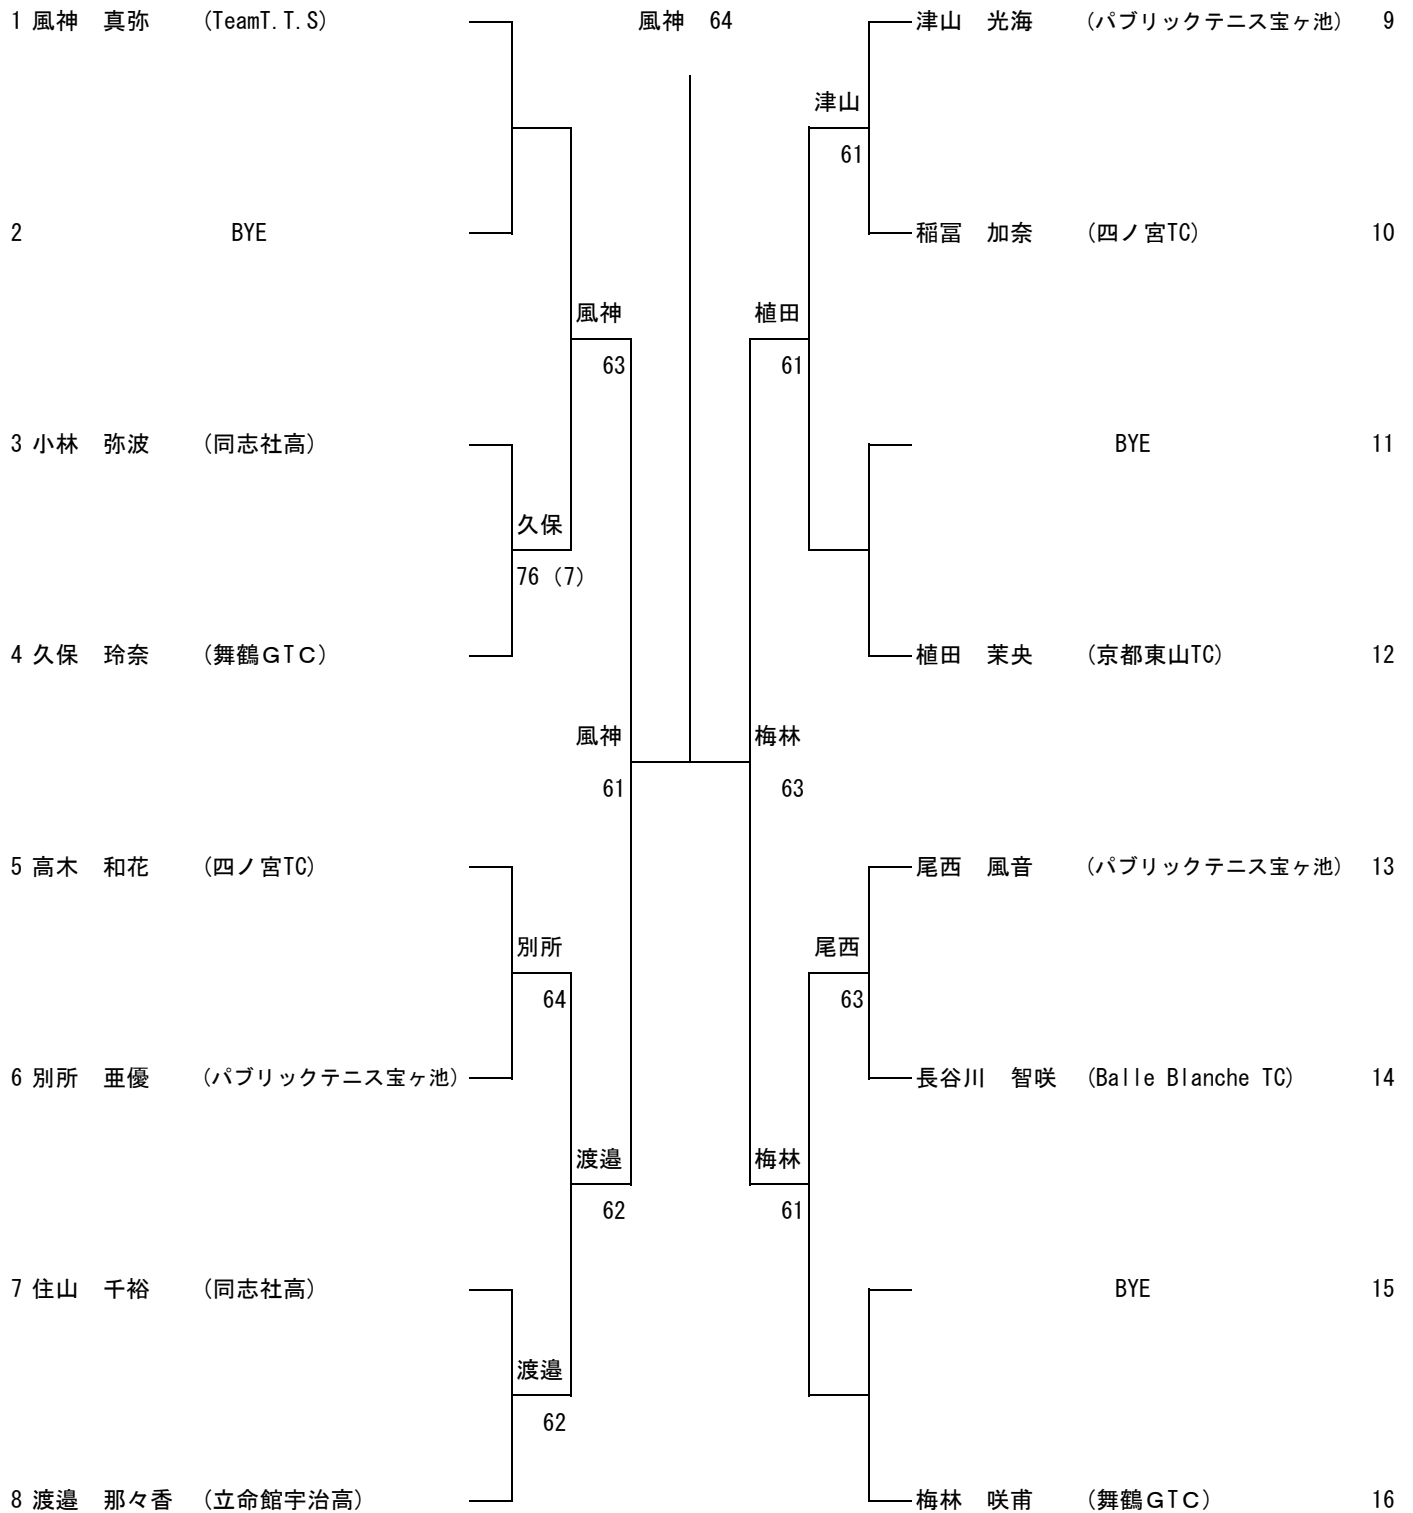 1 風神　真弥　(TeamT.T.S)
風神　64
津山　光海　(パブリックテニス宝ヶ池)　9
津山
61
2　BYE
稲冨　加奈　(四ノ宮TC)　10
風神
植田
63
61
3 小林　弥波　(同志社高)
BYE　11
久保
76（7）
4 久保　玲奈　(舞鶴ＧTＣ)
植田　茉央　(京都東山TC)　12
風神
梅林
61
63
5 高木　和花　(四ノ宮TC)
尾西　風音　(パブリックテニス宝ヶ池)　13
別所
尾西
64
63
6 別所　亜優　(パブリックテニス宝ヶ池)
長谷川　智咲　(Balle Blanche TC)　14
渡邉
梅林
62
61
7 住山　千裕　(同志社高)
BYE　15
渡邉
62
8 渡邉　那々香　(立命館宇治高)
梅林　咲甫　(舞鶴ＧTＣ)　16